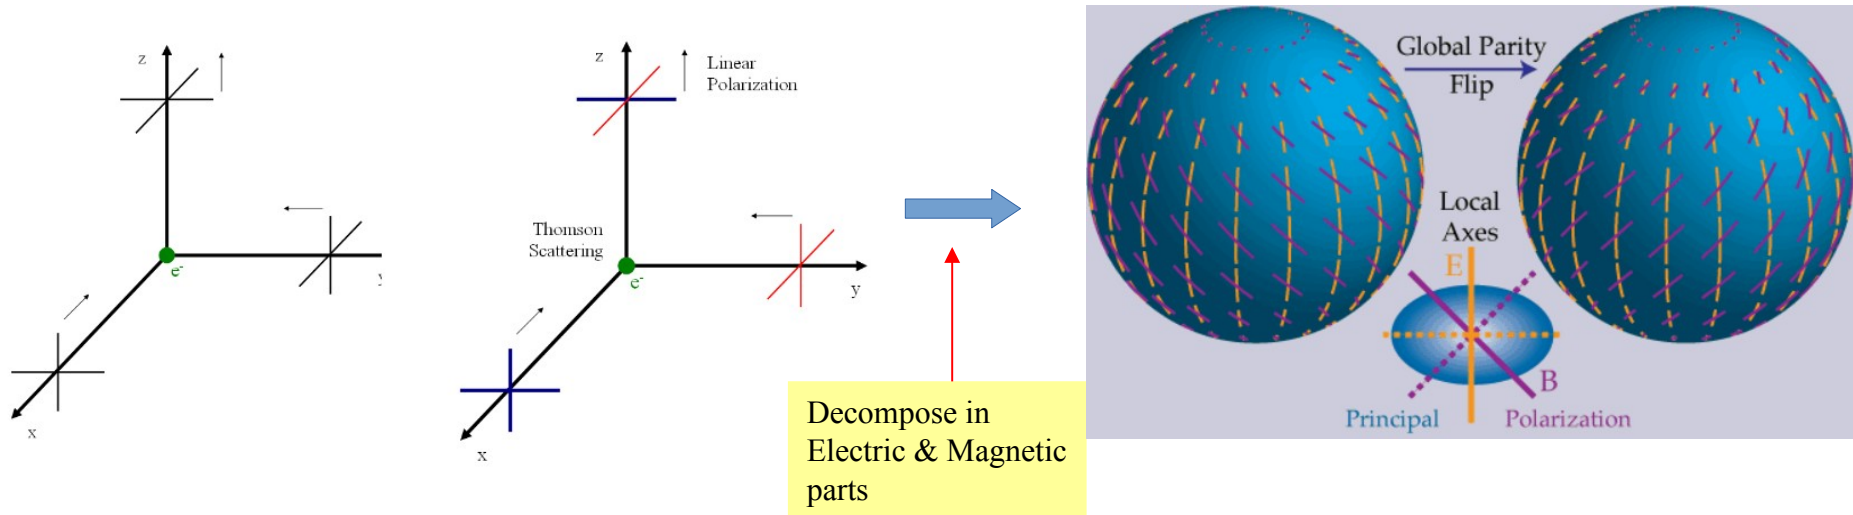 z
e-
y
x
z
Linear
Polarization
Thomson
Scattering
e-
y
x
Decompose in
Electric & Magnetic
parts
Global Parity
Flip
Local
Axes
E
B
Principal
Polarization